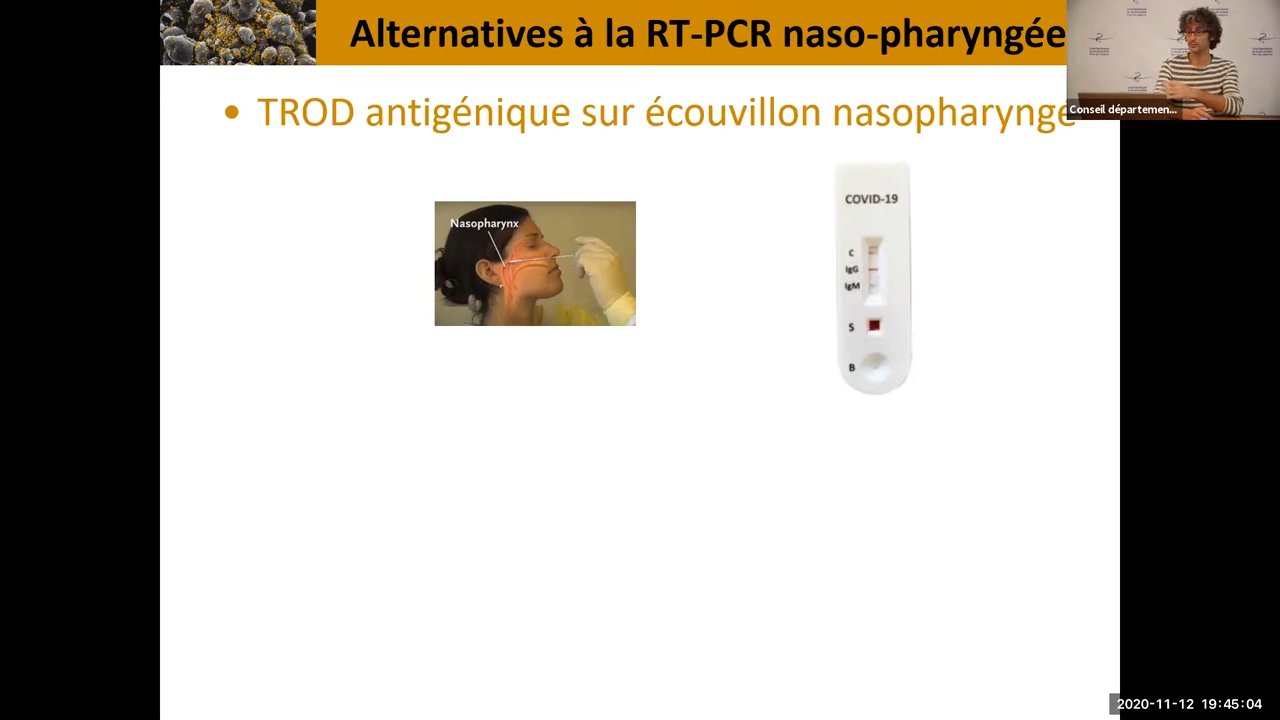 Alternatives à la RT-PCR naso-pharyngée
Conseil départemen...
• TROD antigénique sur écouvillon nasopharyngé
Nasopharynx
COVID-19
C
IgG
IgM
S
B
2020-11-12 19:45:04